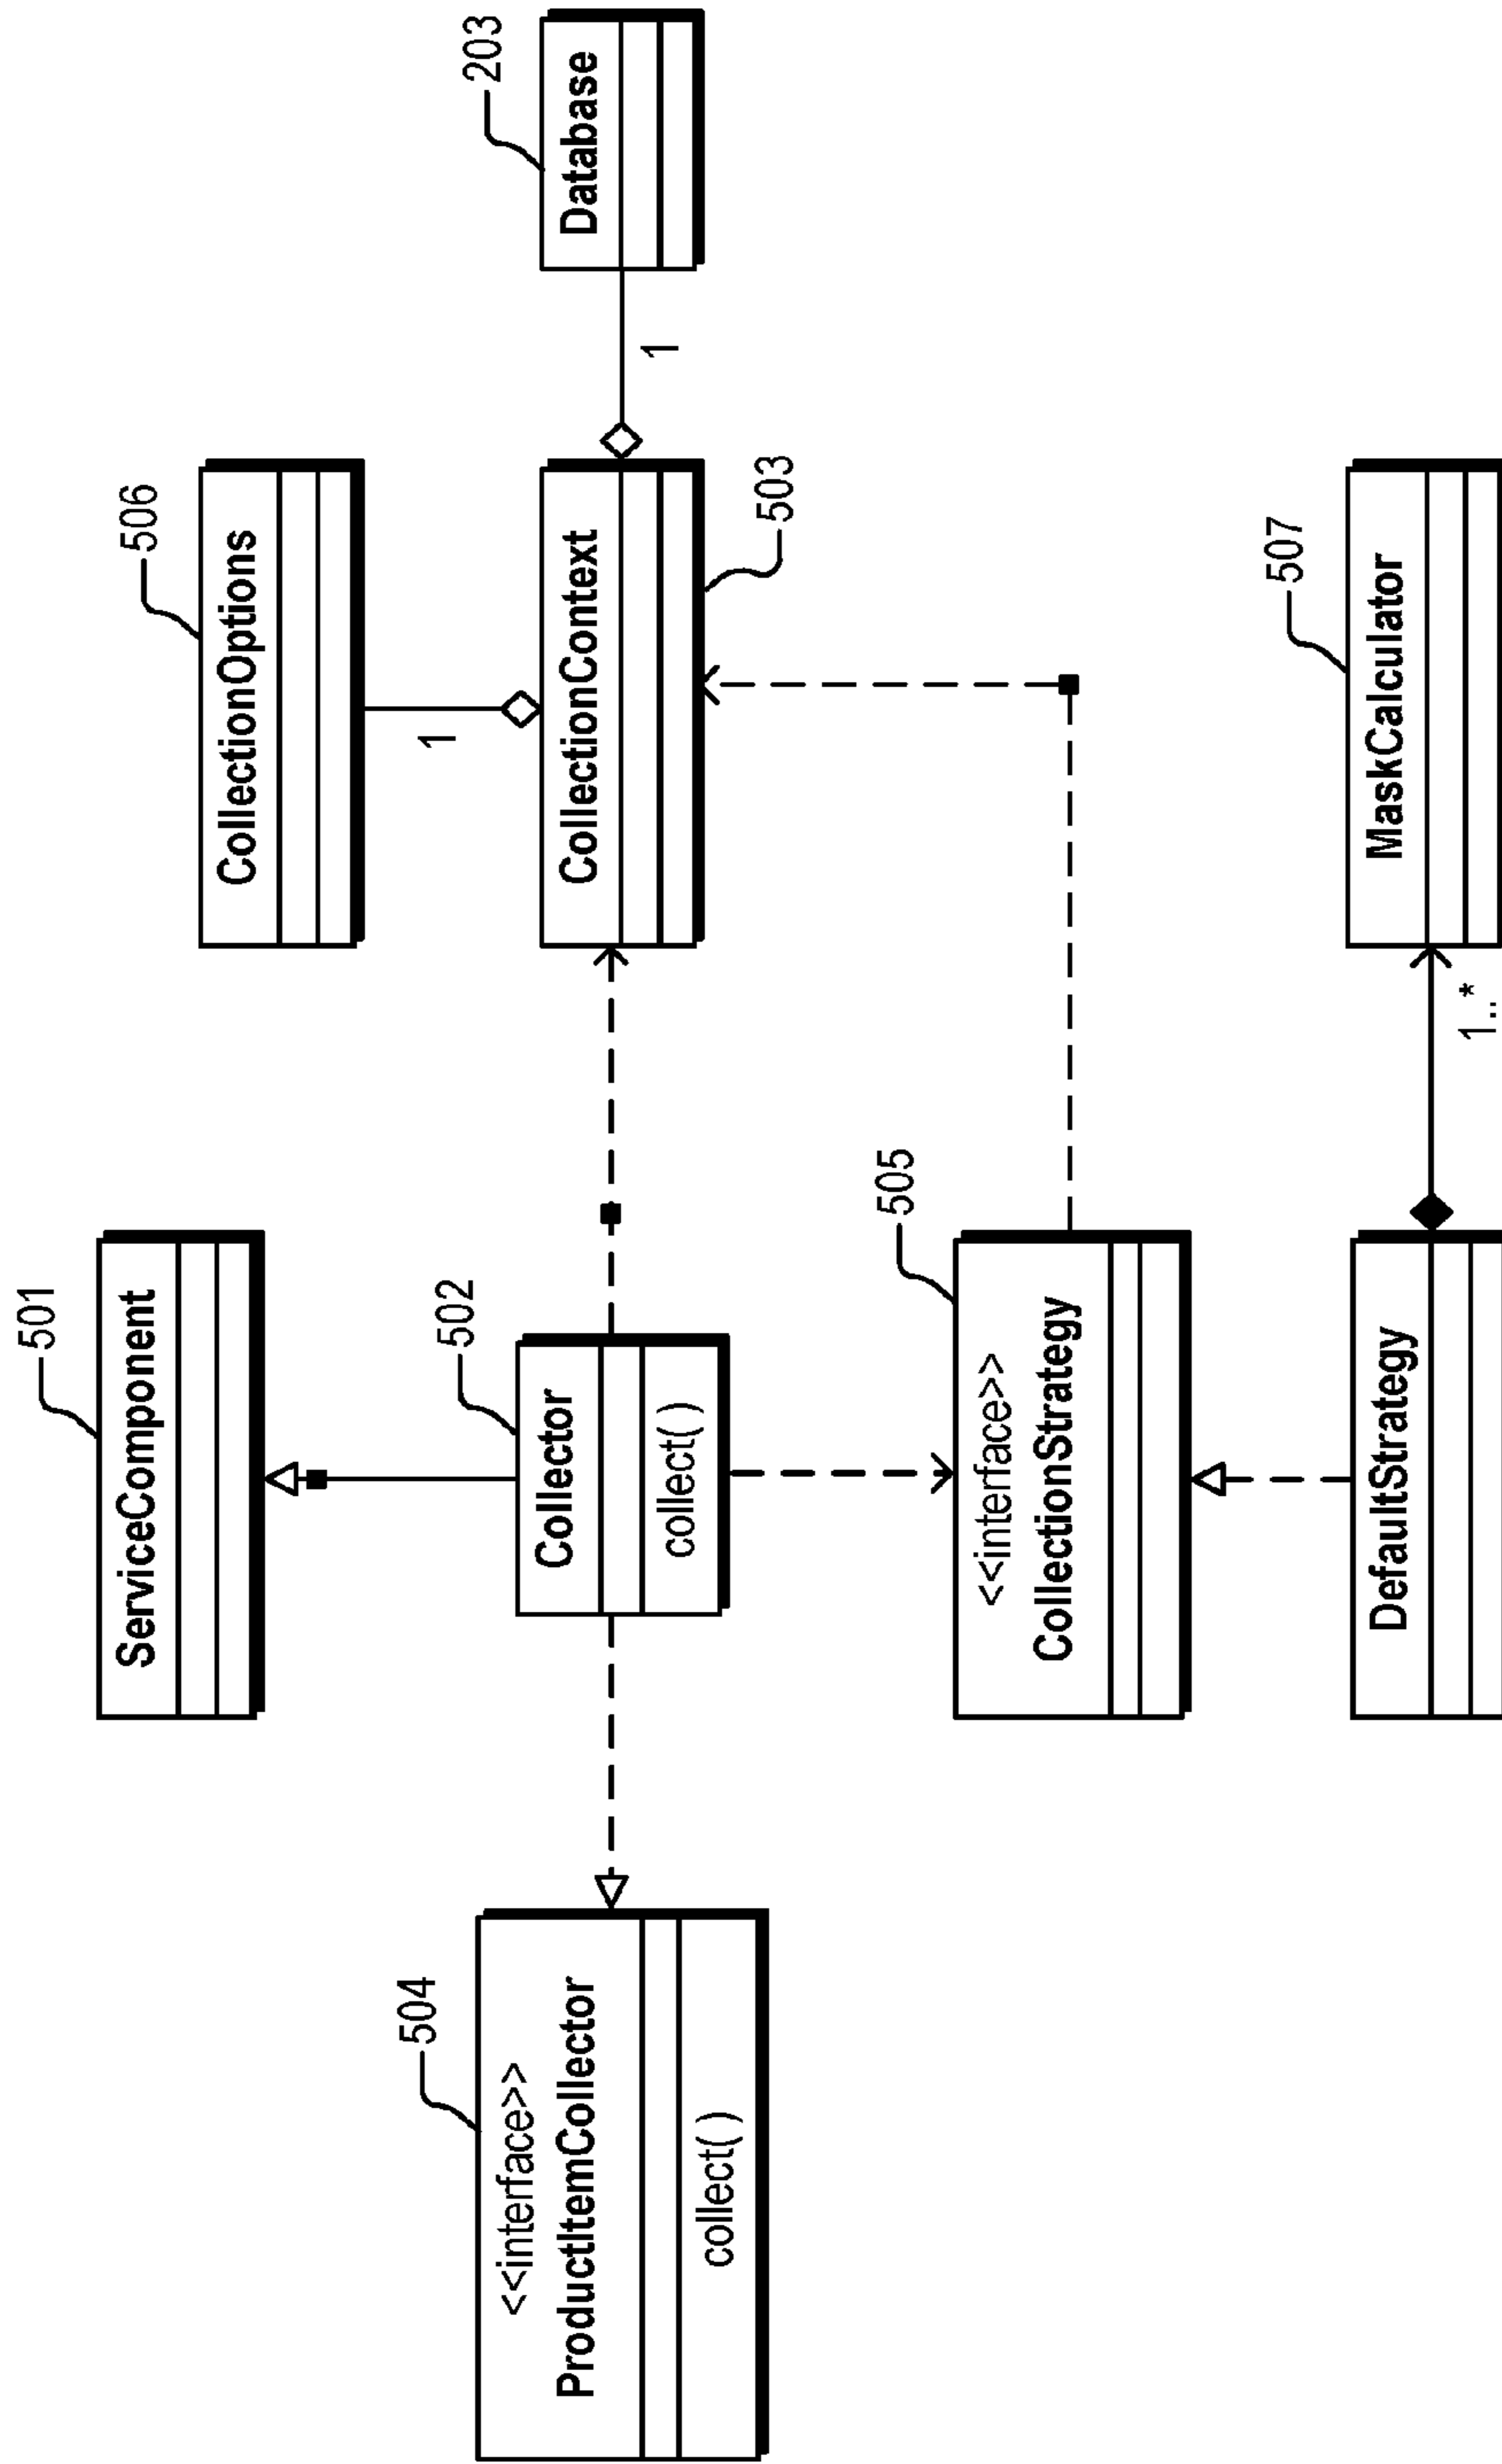 501
ServiceComponent
506
CollectionOptions
1
504
<<interface>>
ProductItemCollector
collect( )
502
Collector
collect( )
CollectionContext
503
1
203
Database
505
<<interface>>
CollectionStrategy
DefaultStrategy
1..*
507
MaskCalculator